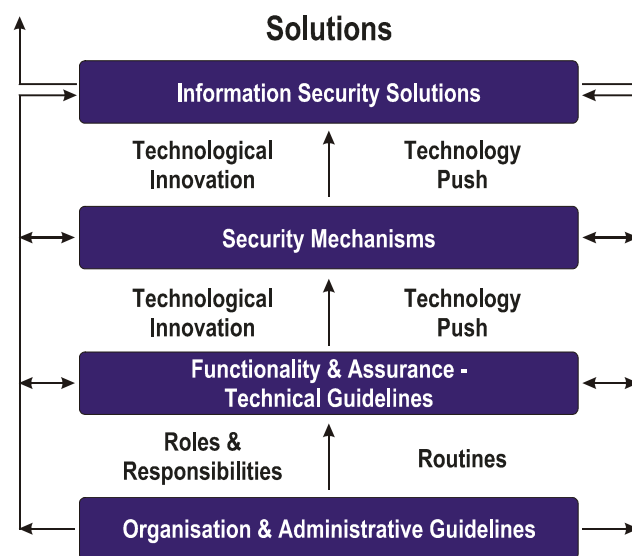 Solutions
Information Security Solutions
Technological
Innovation
Technology
Push
Security Mechanisms
Technological
Innovation
Technology
Push
Functionality & Assurance -
Technical Guidelines
Roles &
Responsibilities
Routines
Organisation & Administrative Guidelines